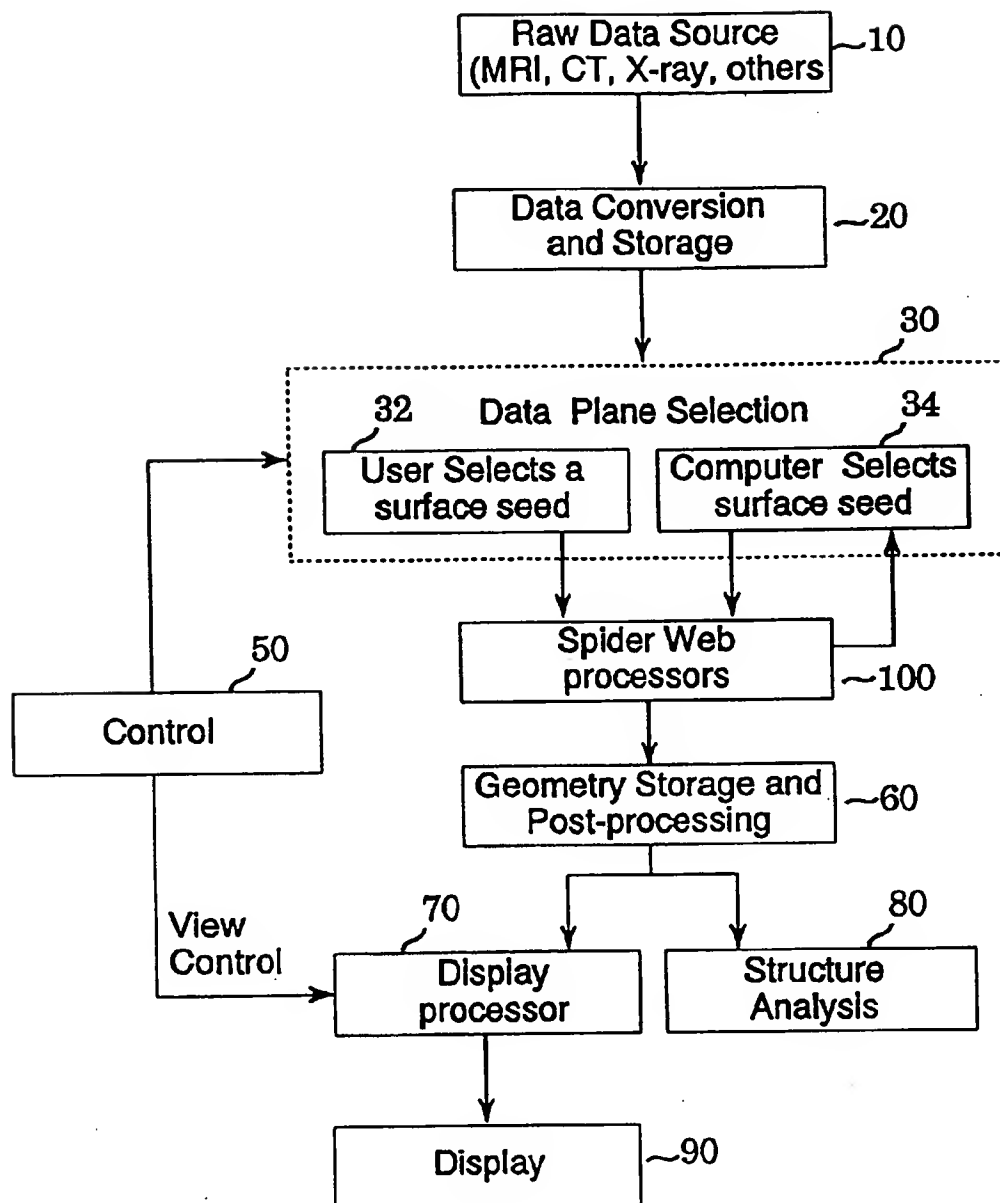 Raw Data Source
(MRI, CT, X-ray, others
10
Data Conversion
and Storage
20
30
Data Plane Selection
32
User Selects a
surface seed
34
Computer Selects
surface seed
Spider Web
processors
100
50
Control
Geometry Storage and
Post-processing
60
View
Control
70
Display
processor
80
Structure
Analysis
Display
90